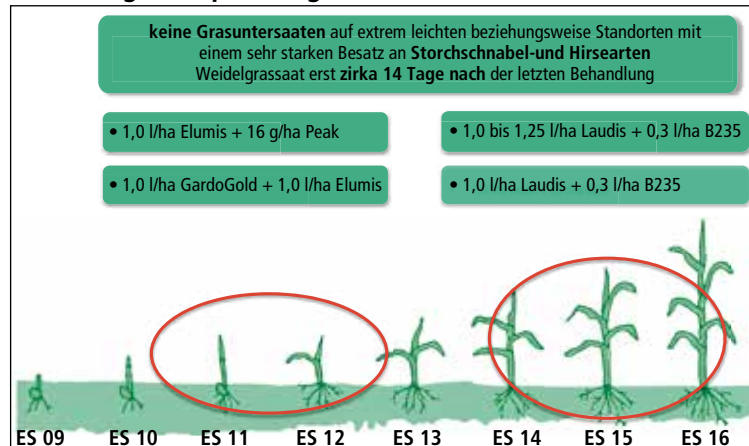 keine Grasuntersaaten auf extrem leichten beziehungsweise Standorten mit
einem sehr starken Besatz an Storchschnabel-und Hirsearten
Weidelgrassaat erst zirka 14 Tage nach der letzten Behandlung
• 1,0 l/ha Elumis + 16 g/ha Peak
• 1,0 bis 1,25 l/ha Laudis + 0,3 l/ha B235
• 1,0 l/ha GardoGold + 1,0 l/ha Elumis
• 1,0 l/ha Laudis + 0,3 l/ha B235
ES 09 ES 10 ES 11 ES 12 ES 13 ES 14 ES 15 ES 16